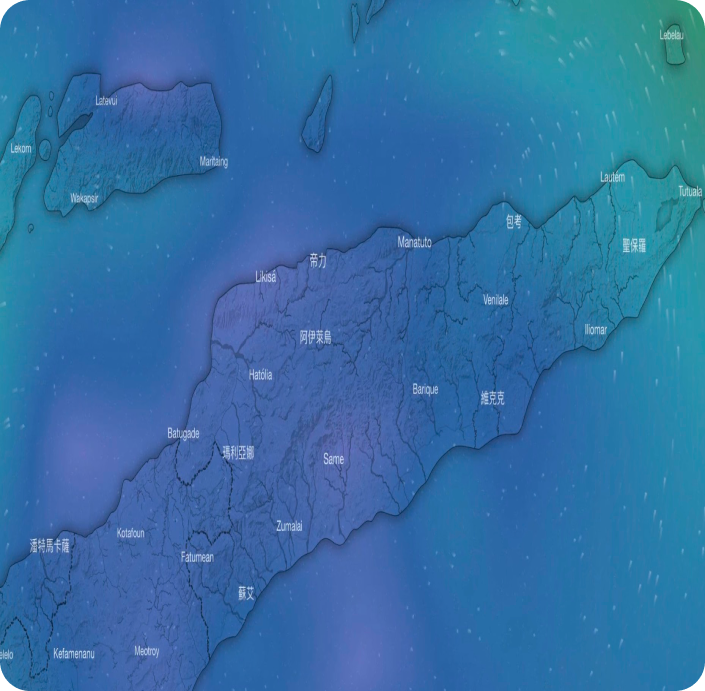 Lebelau
Latevui
Lekom
Maritaing
Lautém
Tutuala
Wakapsir
包考
Manatuto
聖保羅
帝力
Likisá
Venilale
Iliomar
阿伊萊烏
Hatólia
Barique
維克克
Batugade
瑪利亞娜
Same
Zumalai
Kotafoun
潘特馬卡薩
Fatumean
蘇艾
Kefamenanu
Meotroy